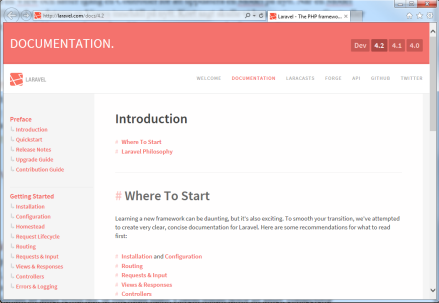 http://laravel.com/docs/4.2
Laravel - The PHP framewo...
DOCUMENTATION.
Dev 4.2 4.1 4.0
LARAVEL
WELCOME DOCUMENTATION LARACASTS FORGE API GITHUB TWITTER
Preface
Introduction
Quickstart
Release Notes
Upgrade Guide
Contribution Guide
Getting Started
Installation
Configuration
Homestead
Request Lifecycle
Routing
Requests & Input
Views & Responses
Controllers
Errors & Logging
Introduction
# Where To Start
# Laravel Philosophy
# Where To Start
Learning a new framework can be daunting, but it's also exciting. To smooth your transition, we've attempted
to create very clear, concise documentation for Laravel. Here are some recommendations for what to read
first:
# Installation and Configuration
# Routing
# Requests & Input
# Views & Responses
# Controllers